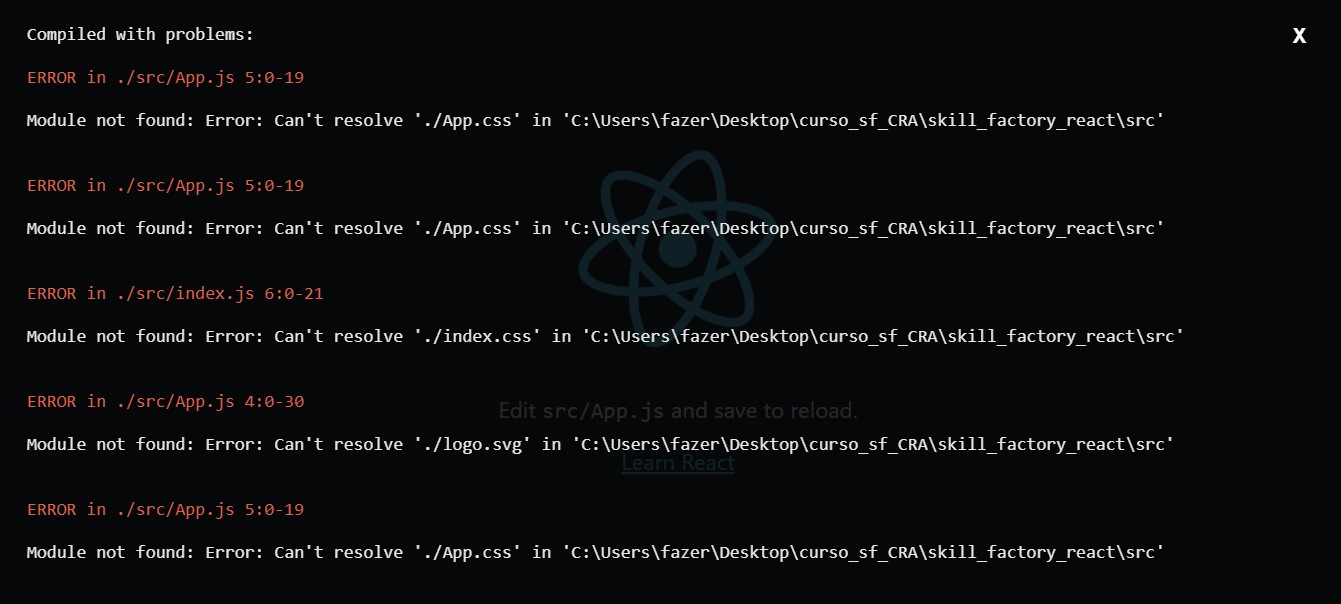 Compiled with problems:
X
ERROR in ./src/App.js 5:0-19
Module not found: Error: Can't resolve './App.css' in 'C:\Users\fazer\Desktop\curso_sf_CRA\skill_factory_react\src'
ERROR in ./src/App.js 5:0-19
Module not found: Error: Can't resolve './App.css' in 'C:\Users\fazer\Desktop\curso_sf_CRA\skill_factory_react\src'
ERROR in ./src/index.js 6:0-21
Module not found: Error: Can't resolve './index.css' in 'C:\Users\fazer\Desktop\curso_sf_CRA\skill_factory_react\src'
ERROR in ./src/App.js 4:0-30
Edit src/App.js and save to reload.
Module not found: Error: Can't resolve './logo.svg' in 'C:\Users\fazer\Desktop\curso_sf_CRA\skill_factory_react\src'
Learn React
ERROR in ./src/App.js 5:0-19
Module not found: Error: Can't resolve './App.css' in 'C:\Users\fazer\Desktop\curso_sf_CRA\skill_factory_react\src'